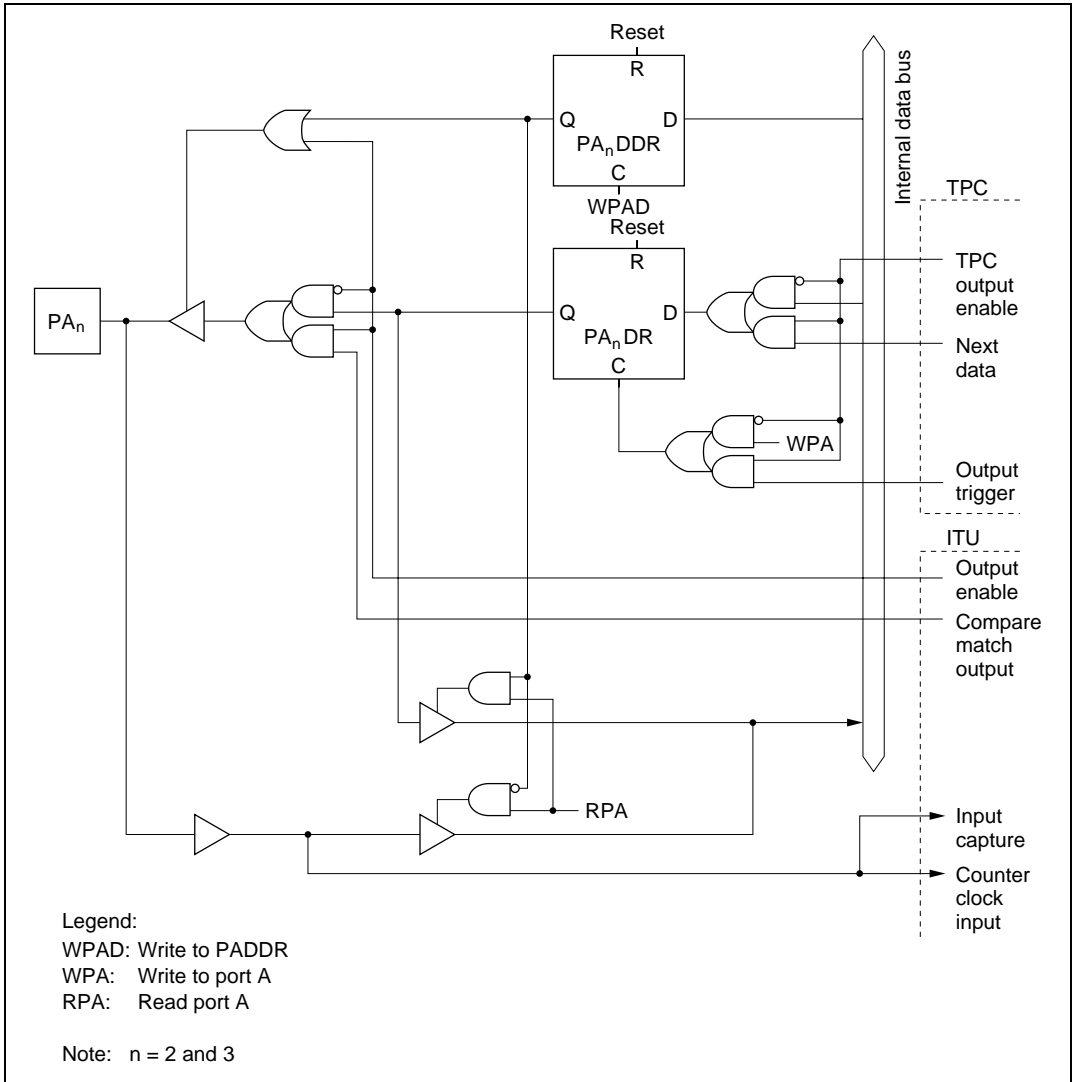 Reset
R
Q
D
PAnDDR
C
WPAD
Internal data bus
TPC
Reset
R
PAn
Q
D
PAnDR
C
TPC
output
enable
Next
data
WPA
Output
trigger
ITU
Output
enable
Compare
match
output
RPA
Input
capture
Counter
clock
input
Legend:
WPAD: Write to PADDR
WPA: Write to port A
RPA: Read port A
Note: n = 2 and 3